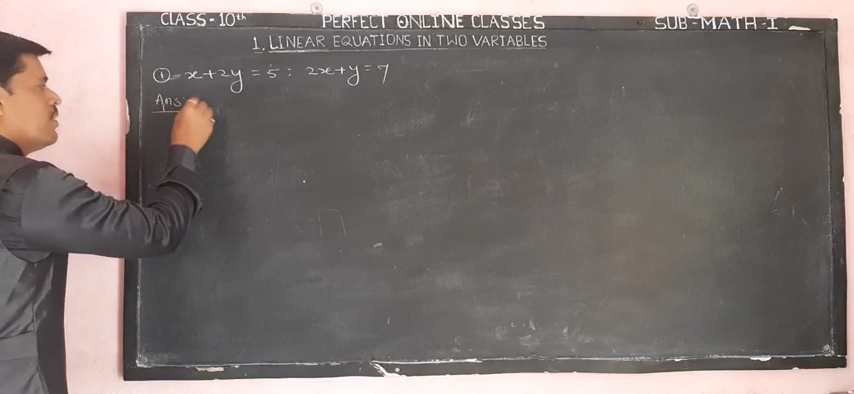 CLASS-10th PERFECT ONLINE CLASSES SUB-MATH-I
1. LINEAR EQUATIONS IN TWO VARIABLES
① x+2y = 5 : 2x+y = 7
Ans: